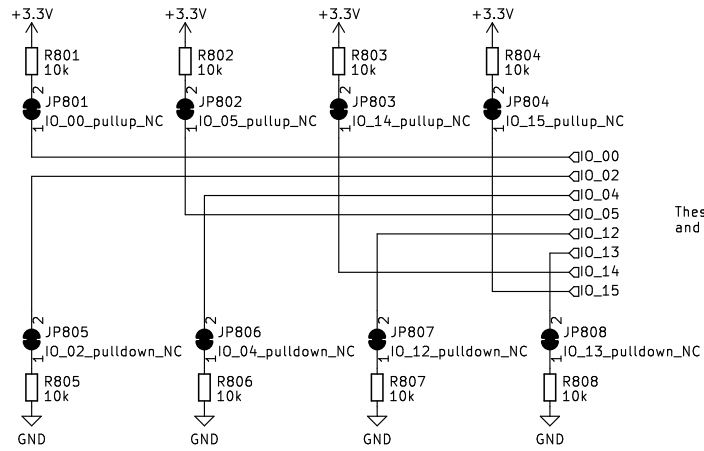 +3.3V +3.3V +3.3V +3.3V
R801 R802 R803 R804
10k 10k 10k 10k
2 2 2 2
JP801 JP802 JP803 JP804
IO_00_pullup_NC IO_05_pullup_NC IO_14_pullup_NC IO_15_pullup_NC
1 1 1 1
IO_00
IO_02
IO_04
IO_05
Thes
IO_12
and
IO_13
IO_14
IO_15
2 2 2 2
JP805 JP806 JP807 JP808
IO_02_pulldown_NC IO_04_pulldown_NC IO_12_pulldown_NC IO_13_pulldown_NC
1 1 1 1
R805 R806 R807 R808
10k 10k 10k 10k
GND GND GND GND